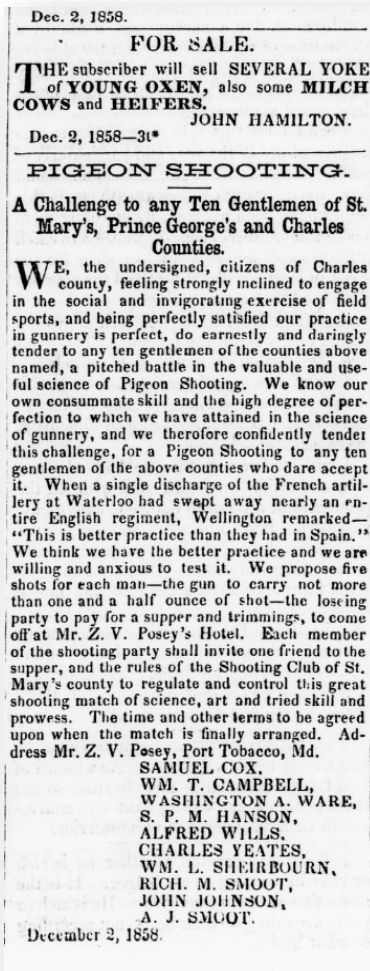 Dec. 2, 1858.
FOR SALE.
THE subscriber will sell SEVERAL YOKE
of YOUNG OXEN, also some MILCH
COWS and HEIFERS.
JOHN HAMILTON.
Dec. 2, 1858—3t*
PIGEON SHOOTING.
A Challenge to any Ten Gentlemen of St.
Mary's, Prince George's and Charles
Counties.
WE, the undersigned, citizens of Charles
county, feeling strongly inclined to engage
in the social and invigorating exercise of field
sports, and being perfectly satisfied our practice
in gunnery is perfect, do earnestly and daringly
tender to any ten gentlemen of the counties above
named, a pitched battle in the valuable and use-
ful science of Pigeon Shooting. We know our
own consummate skill and the high degree of per-
fection to which we have attained in the science
of gunnery, and we therofore confidently tender
this challenge, for a Pigeon Shooting to any ten
gentlemen of the above counties who dare accept
it. When a single discharge of the French artil-
lery at Waterloo had swept away nearly an en-
tire English regiment, Wellington remarked—
"This is better practice than they had in Spain."
We think we have the better practice and we are
willing and anxious to test it. We propose five
shots for each man—the gun to carry not more
than one and a half ounce of shot—the loseing
party to pay for a supper and trimmings, to come
off at Mr. Z. V. Posey's Hotel. Each member
of the shooting party shall invite one friend to the
supper, and the rules of the Shooting Club of St.
Mary's county to regulate and control this great
shooting match of science, art and tried skill and
prowess. The time and other terms to be agreed
upon when the match is finally arranged. Ad-
dress Mr. Z. V. Posey, Port Tobacco, Md.
SAMUEL COX,
WM. T. CAMPBELL,
WASHINGTON A. WARE,
S. P. M. HANSON,
ALFRED WILLS,
CHARLES YEATES,
WM. L. SHEIRBOURN,
RICH. M. SMOOT,
JOHN JOHNSON,
A. J. SMOOT.
December 2, 1858.